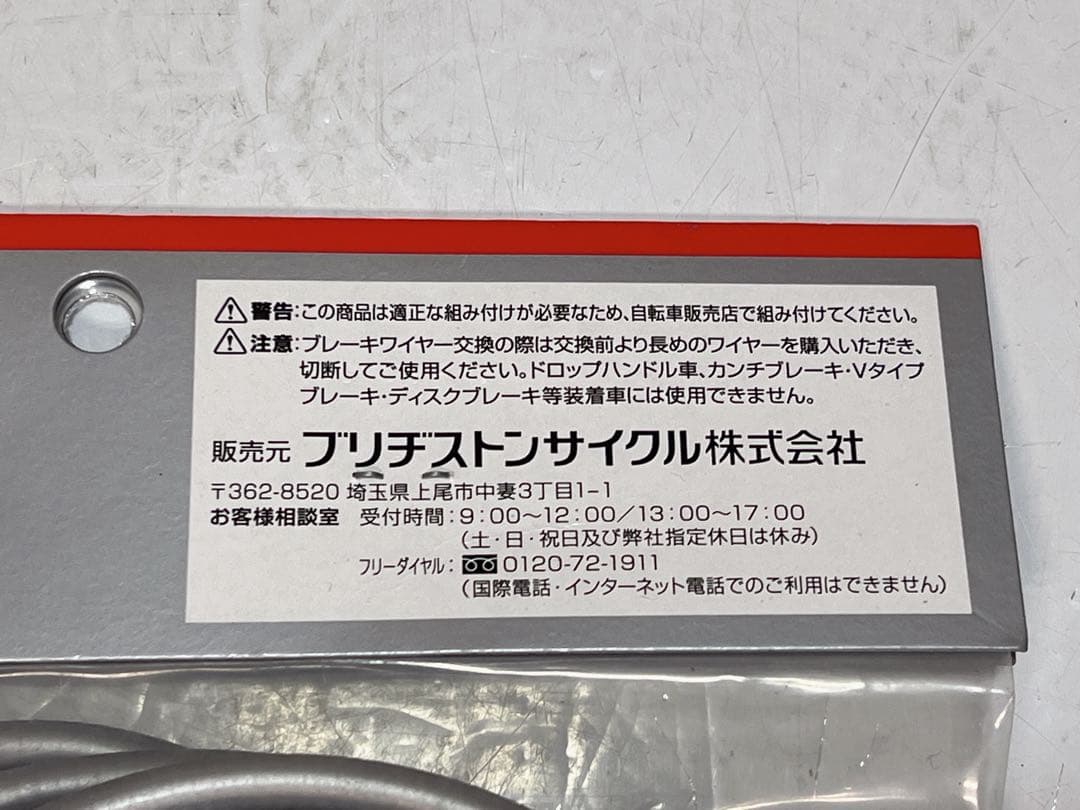 ⚠警告:この商品は適正な組み付けが必要なため、自転車販売店で組み付けてください。
⚠注意:ブレーキワイヤー交換の際は交換前より長めのワイヤーを購入いただき、
切断してご使用ください。ドロップハンドル車、カンチブレーキ・Vタイプ
ブレーキ・ディスクブレーキ等装着車には使用できません。
販売元 ブリヂストンサイクル株式会社
〒362-8520 埼玉県上尾市中妻3丁目1-1
お客様相談室 受付時間:9:00~12:00/13:00~17:00
(土・日・祝日及び弊社指定休日は休み)
フリーダイヤル:0120-72-1911
(国際電話・インターネット電話でのご利用はできません)